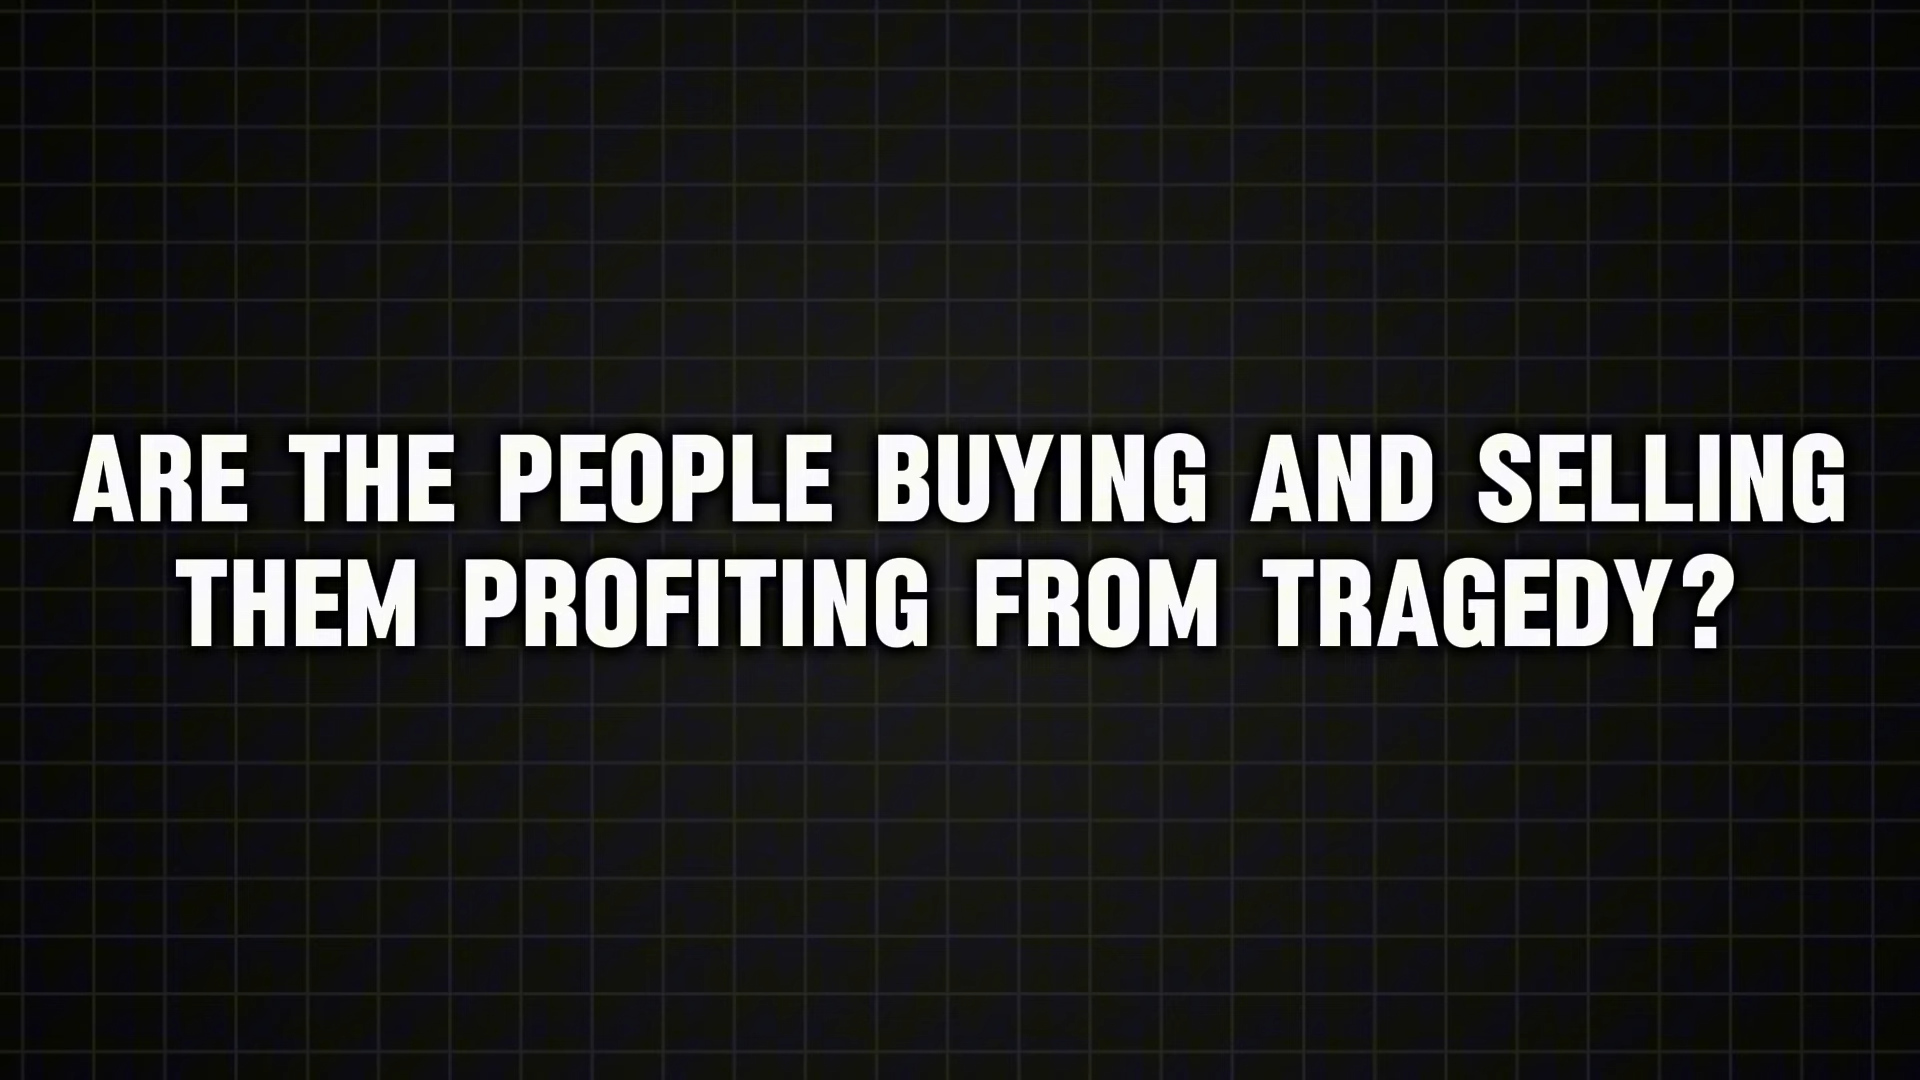 ARE THE PEOPLE BUYING AND SELLING
THEM PROFITING FROM TRAGEDY?